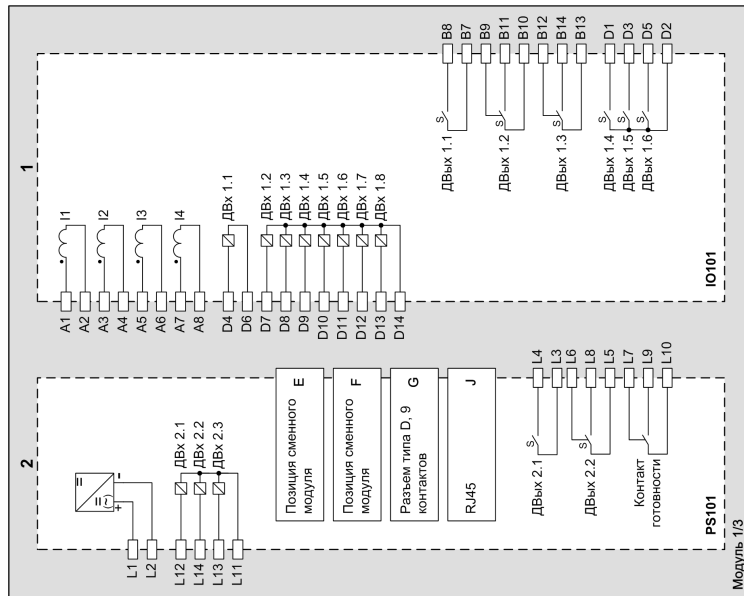 1
A1
A2
A3
A4
A5
A6
A7
A8
I1
I2
I3
I4
D4
D6
D7
D8
D9
D10
D11
D12
D13
D14
ДВх 1.1
ДВх 1.2
ДВх 1.3
ДВх 1.4
ДВх 1.5
ДВх 1.6
ДВх 1.7
ДВх 1.8
ДВых 1.1
ДВых 1.2
ДВых 1.3
ДВых 1.4
ДВых 1.5
ДВых 1.6
S
S
S
S
S
S
B8
B7
B9
B11
B10
B12
B14
B13
D1
D3
D5
D2
IO101
2
=
=
(~)
+
-
L1
L2
L12
L14
L13
L11
ДВх 2.1
ДВх 2.2
ДВх 2.3
Позиция сменного
модуля
E
Позиция сменного
модуля
F
Разъем типа D, 9
контактов
G
RJ45
J
ДВых 2.1
ДВых 2.2
Контакт
готовности
S
S
L4
L3
L6
L8
L5
L7
L9
L10
PS101
Модуль 1/3